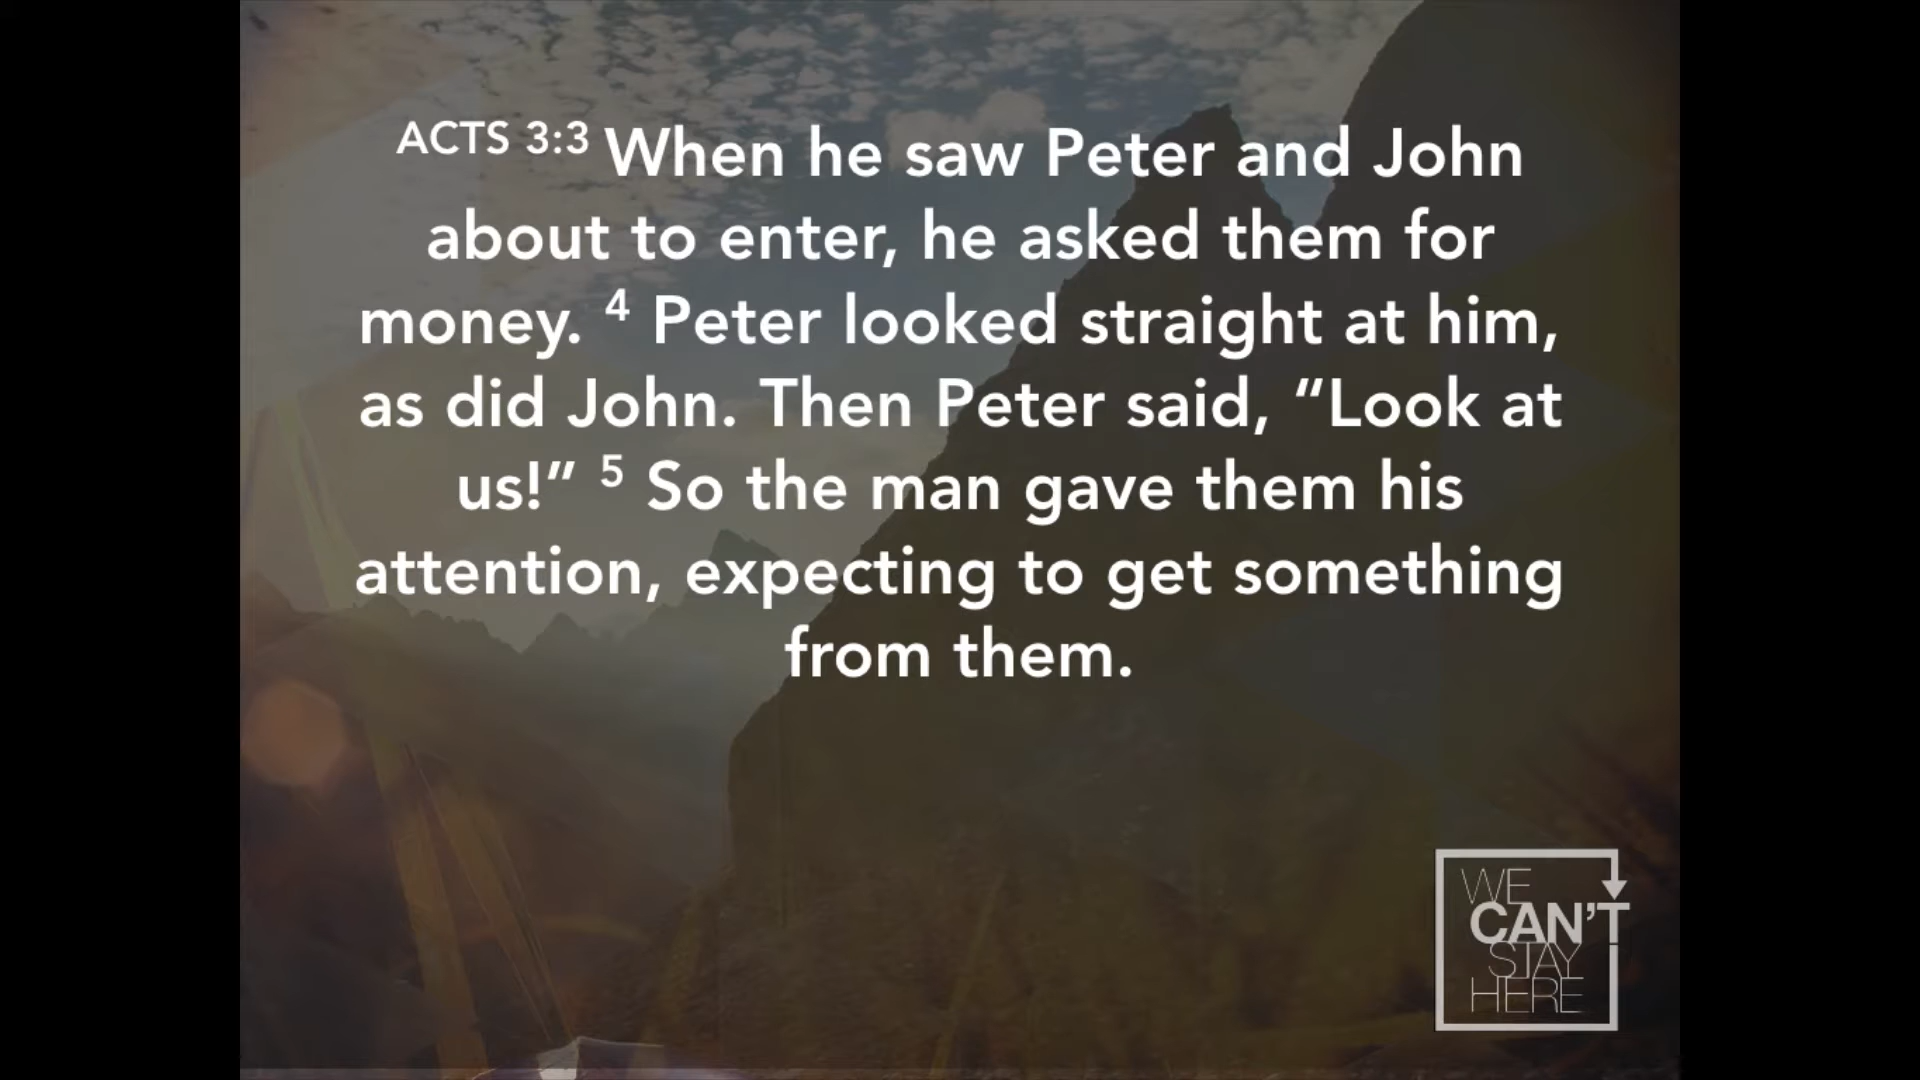 ACTS 3:3 When he saw Peter and John
about to enter, he asked them for
money. 4 Peter looked straight at him,
as did John. Then Peter said, “Look at
us!” 5 So the man gave them his
attention, expecting to get something
from them.
WE
CAN’T
STAY
HERE